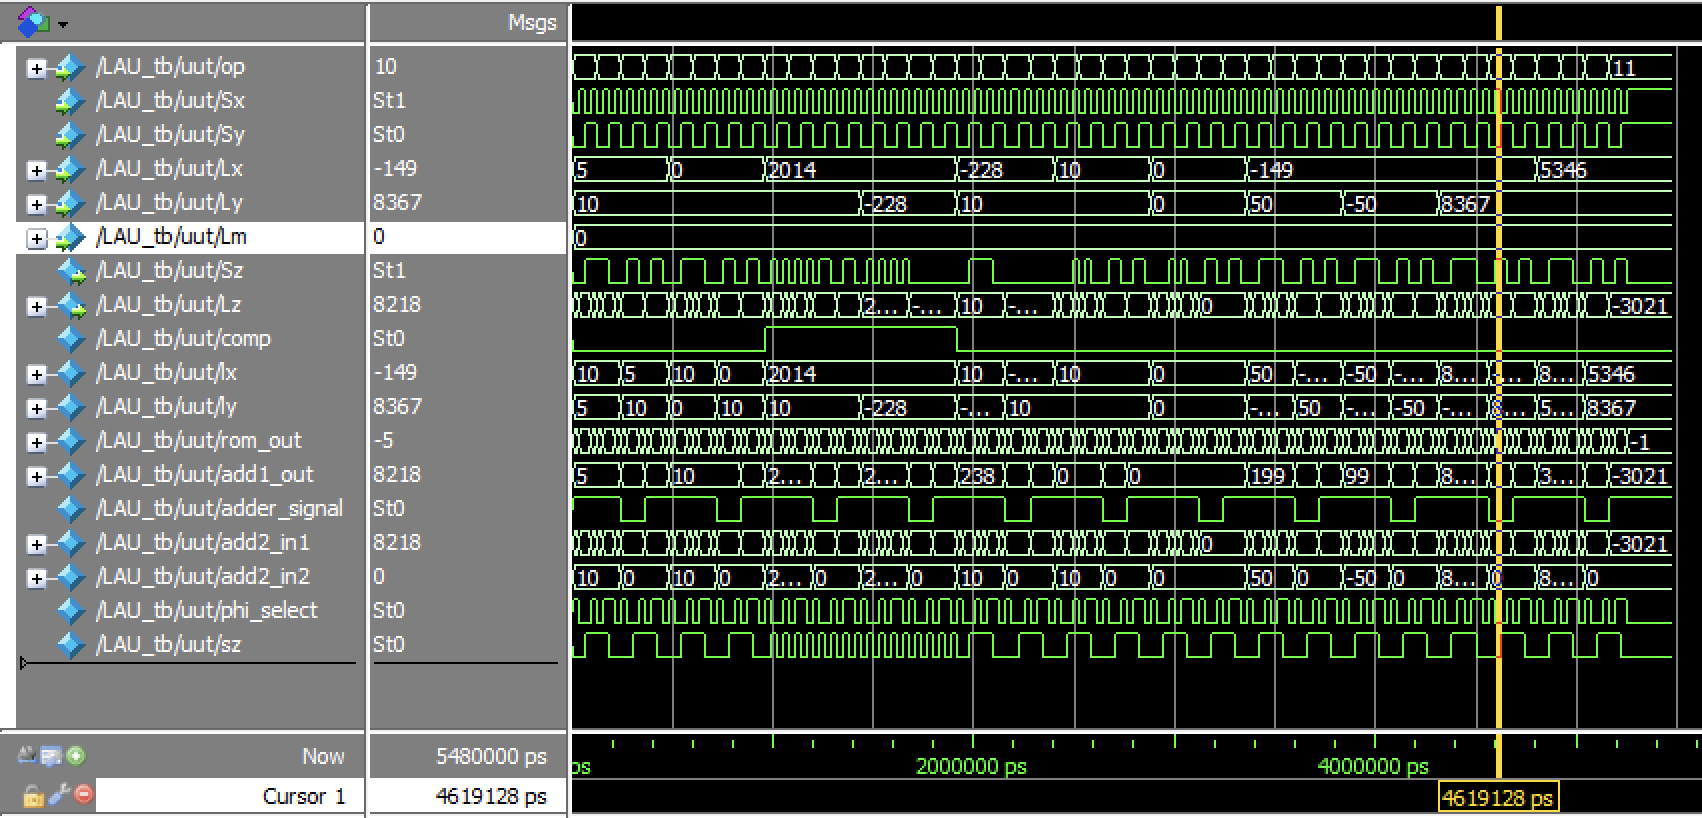 Msgs
/LAU_tb/uut/op 10 11
/LAU_tb/uut/Sx St1
/LAU_tb/uut/Sy St0
/LAU_tb/uut/Lx -149 5 0 2014 -228 10 0 -149 5346
/LAU_tb/uut/Ly 8367 10 -228 10 0 50 -50 8367
/LAU_tb/uut/Lm 0 0
/LAU_tb/uut/Sz St1
/LAU_tb/uut/Lz 8218 2... -... 10 -... 0 -3021
/LAU_tb/uut/comp St0
/LAU_tb/uut/lx -149 10 5 10 0 2014 10 -... 10 0 50 -... -50 -... 8... -... 8... 5346
/LAU_tb/uut/ly 8367 5 10 0 10 10 -228 -... 10 0 -... 50 -... -50 -... 8... 5... 8367
/LAU_tb/uut/rom_out -5 -1
/LAU_tb/uut/add1_out 8218 5 10 2... 2... 238 0 0 199 99 8... 3... -3021
/LAU_tb/uut/adder_signal St0
/LAU_tb/uut/add2_in1 8218 0 -3021
/LAU_tb/uut/add2_in2 0 10 0 10 0 2... 0 2... 0 10 0 10 0 0 50 0 -50 0 8... 0 8... 0
/LAU_tb/uut/phi_select St0
/LAU_tb/uut/sz St0
Now 5480000 ps ps 2000000 ps 4000000 ps
Cursor 1 4619128 ps 4619128 ps